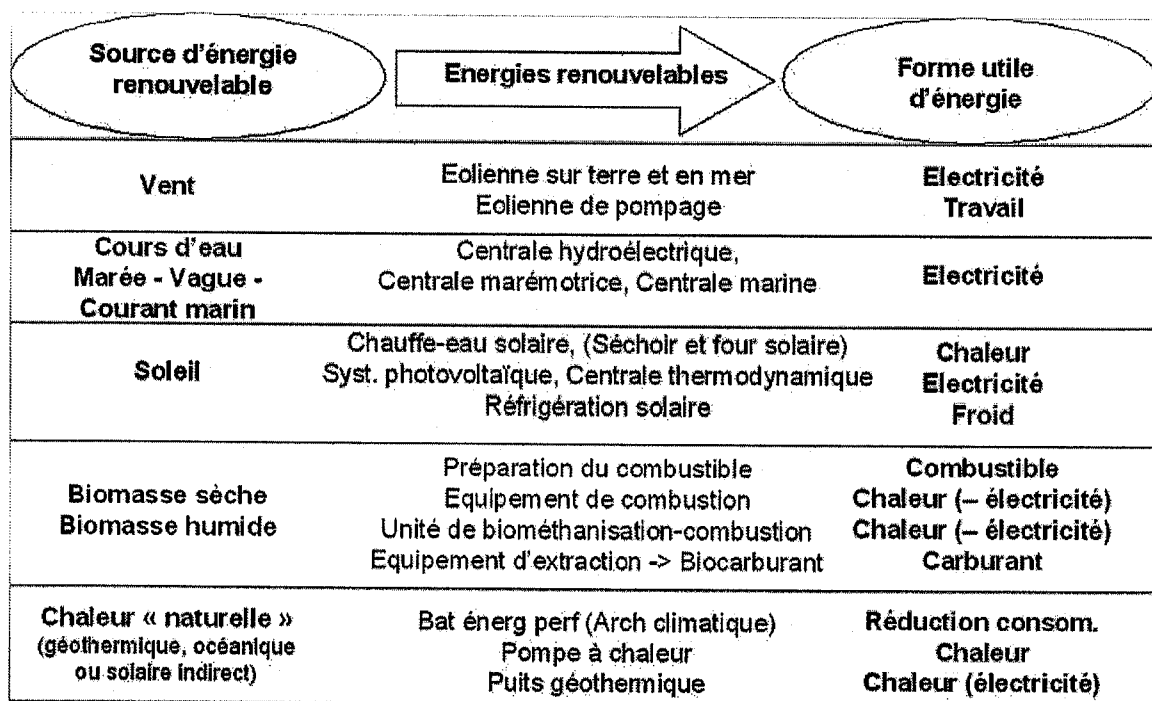 Source d'énergie
renouvelable
Energies renouvelables
Forme utile
d'énergie
Vent
Eolienne sur terre et en mer
Eolienne de pompage
Electricité
Travail
Cours d'eau
Marée - Vague -
Courant marin
Centrale hydroélectrique,
Centrale marémotrice, Centrale marine
Electricité
Soleil
Chauffe-eau solaire, (Séchoir et four solaire)
Syst. photovoltaïque, Centrale thermodynamique
Réfrigération solaire
Chaleur
Electricité
Froid
Biomasse sèche
Biomasse humide
Préparation du combustible
Equipement de combustion
Unité de biométhanisation-combustion
Equipement d'extraction -> Biocarburant
Combustible
Chaleur (– électricité)
Chaleur (– électricité)
Carburant
Chaleur « naturelle »
(géothermique, océanique
ou solaire indirect)
Bat énerg perf (Arch climatique)
Pompe à chaleur
Puits géothermique
Réduction consom.
Chaleur
Chaleur (électricité)